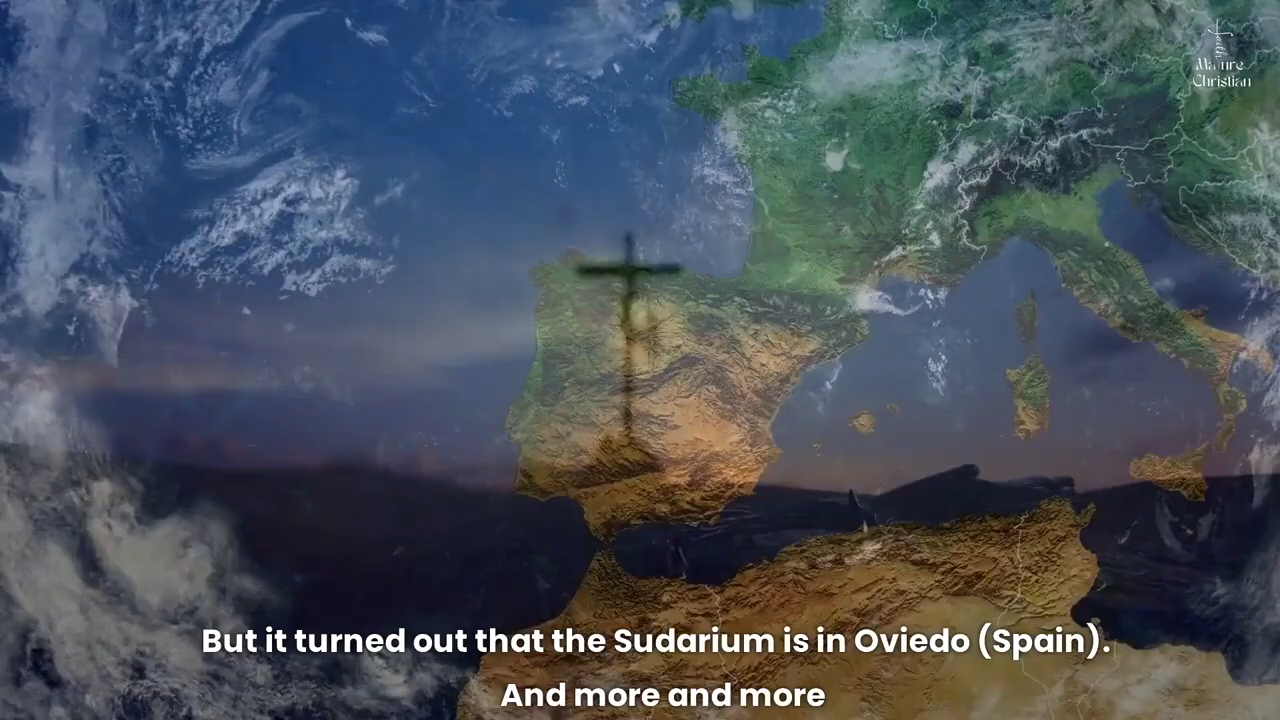 Mature
Christian
But it turned out that the Sudarium is in Oviedo (Spain).
And more and more